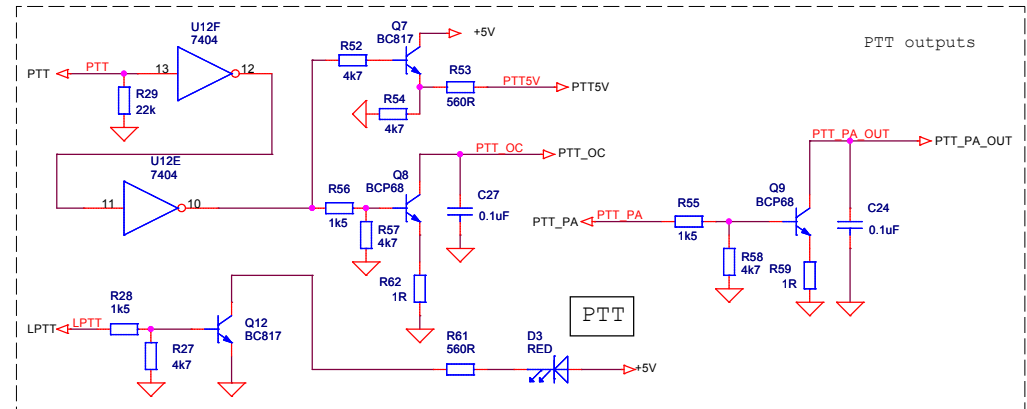 PTT outputs
U12F
7404
PTT
PTT
13
12
R29
22k
U12E
7404
11
10
R52
4k7
Q7
BC817
+5V
R53
560R
PTT5V
PTT5V
R54
4k7
Q8
BCP68
PTT_OC
PTT_OC
R56
1k5
R57
4k7
C27
0.1uF
R62
1R
PTT_PA
PTT_PA
R55
1k5
R58
4k7
Q9
BCP68
R59
1R
PTT_PA_OUT
PTT_PA_OUT
C24
0.1uF
LPTT
LPTT
R28
1k5
R27
4k7
Q12
BC817
R61
560R
D3
RED
+5V
PTT